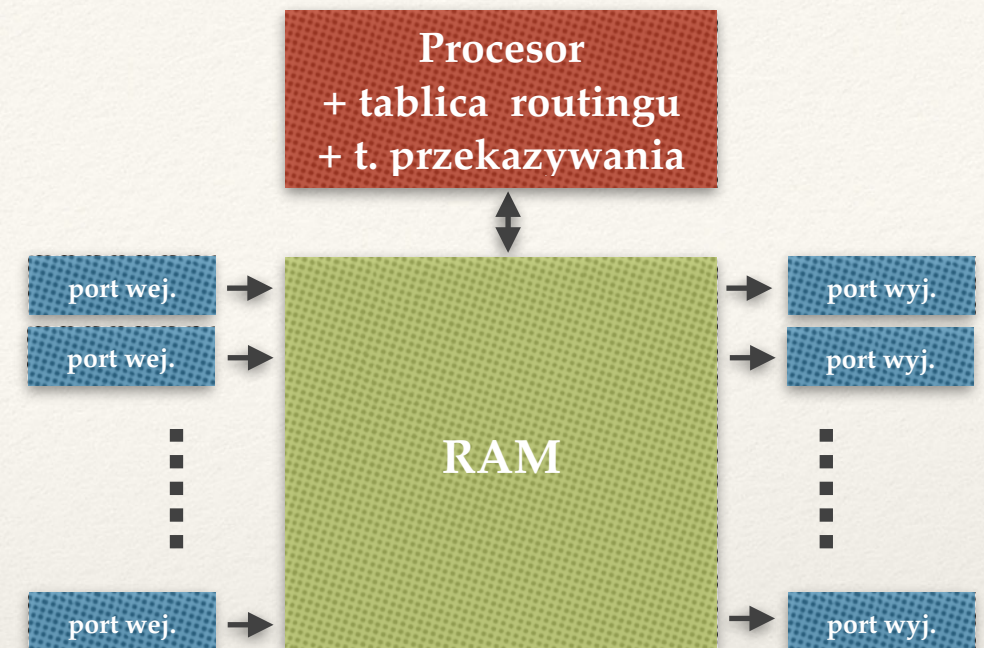 Procesor
+ tablica routingu
+ t. przekazywania
port wej.
port wyj.
port wej.
port wyj.
RAM
port wej.
port wyj.